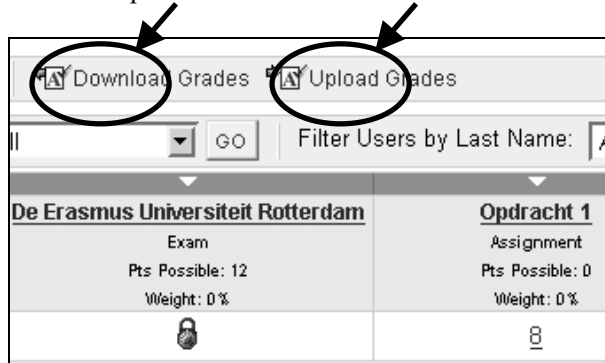 Download Grades Upload Grades
GO Filter Users by Last Name: A
De Erasmus Universiteit Rotterdam Opdracht 1
Exam Assignment
Pts Possible: 12 Pts Possible: 0
Weight: 0% Weight: 0%
8